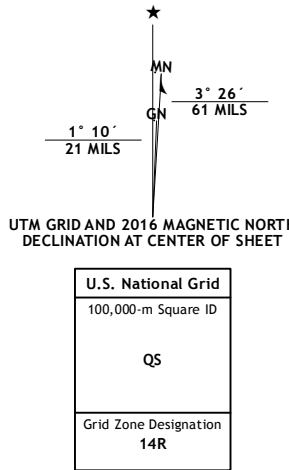 ★
MN
3° 26´
61 MILS
GN
1° 10´
21 MILS
UTM GRID AND 2016 MAGNETIC NORTH
DECLINATION AT CENTER OF SHEET
U.S. National Grid
100,000-m Square ID
QS
Grid Zone Designation
14R